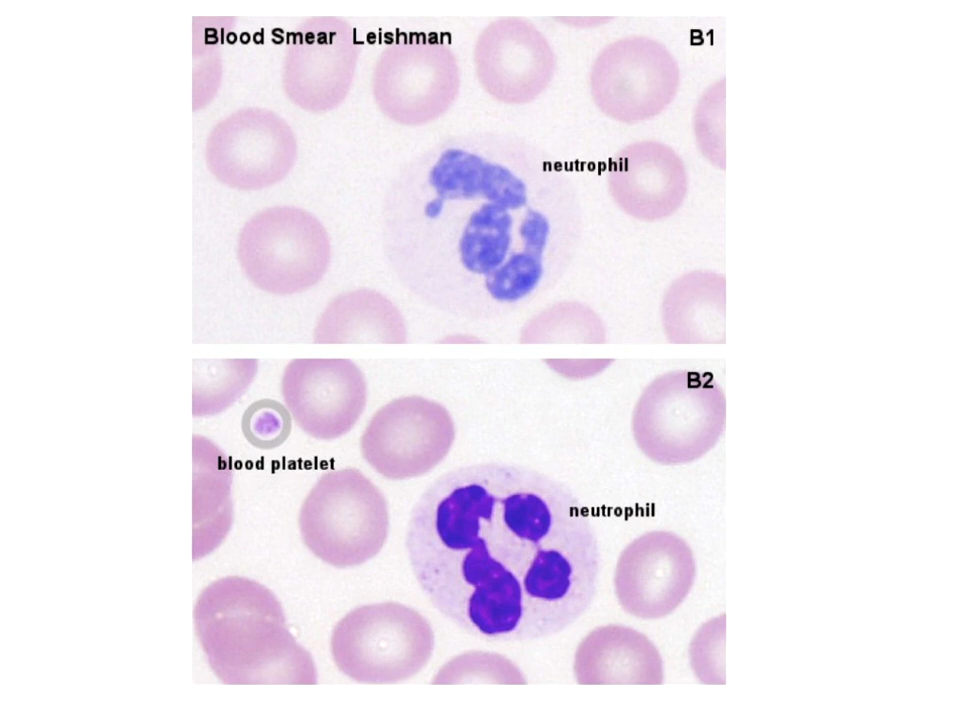 Blood Smear Leishman B1
neutrophil
B2
blood platelet
neutrophil